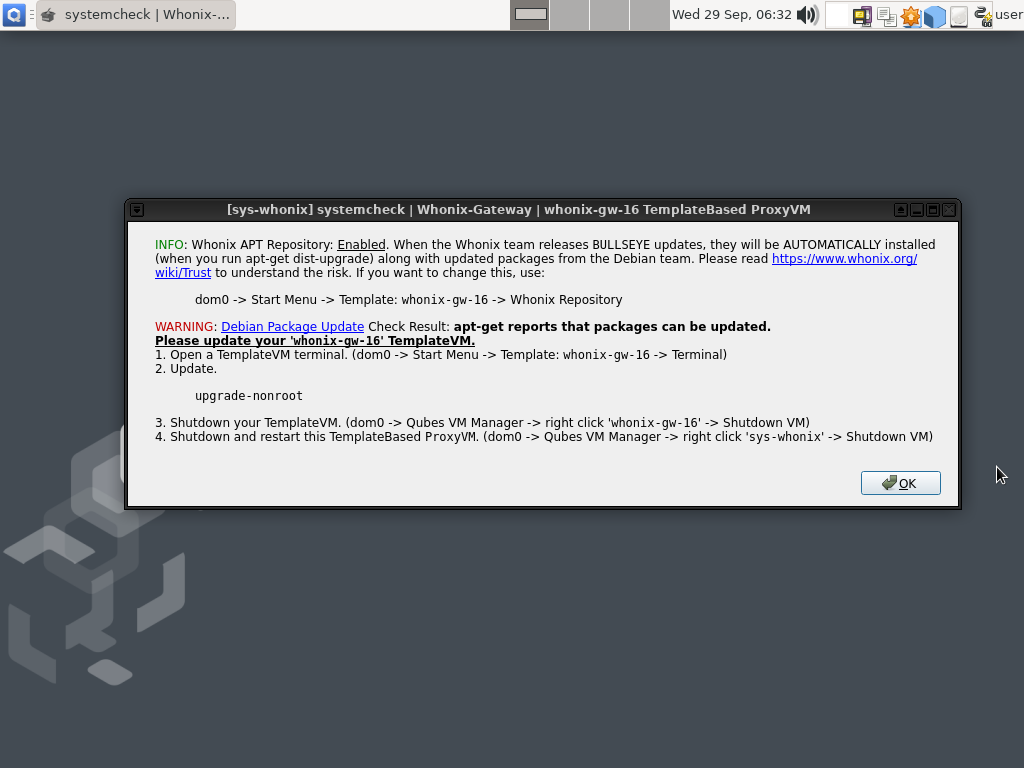 systemcheck | Whonix-...
Wed 29 Sep, 06:32
user
[sys-whonix] systemcheck | Whonix-Gateway | whonix-gw-16 TemplateBased ProxyVM
INFO: Whonix APT Repository: Enabled. When the Whonix team releases BULLSEYE updates, they will be AUTOMATICALLY installed
(when you run apt-get dist-upgrade) along with updated packages from the Debian team. Please read https://www.whonix.org/
wiki/Trust to understand the risk. If you want to change this, use:
dom0 -> Start Menu -> Template: whonix-gw-16 -> Whonix Repository
WARNING: Debian Package Update Check Result: apt-get reports that packages can be updated.
Please update your 'whonix-gw-16' TemplateVM.
1. Open a TemplateVM terminal. (dom0 -> Start Menu -> Template: whonix-gw-16 -> Terminal)
2. Update.
upgrade-nonroot
3. Shutdown your TemplateVM. (dom0 -> Qubes VM Manager -> right click 'whonix-gw-16' -> Shutdown VM)
4. Shutdown and restart this TemplateBased ProxyVM. (dom0 -> Qubes VM Manager -> right click 'sys-whonix' -> Shutdown VM)
OK